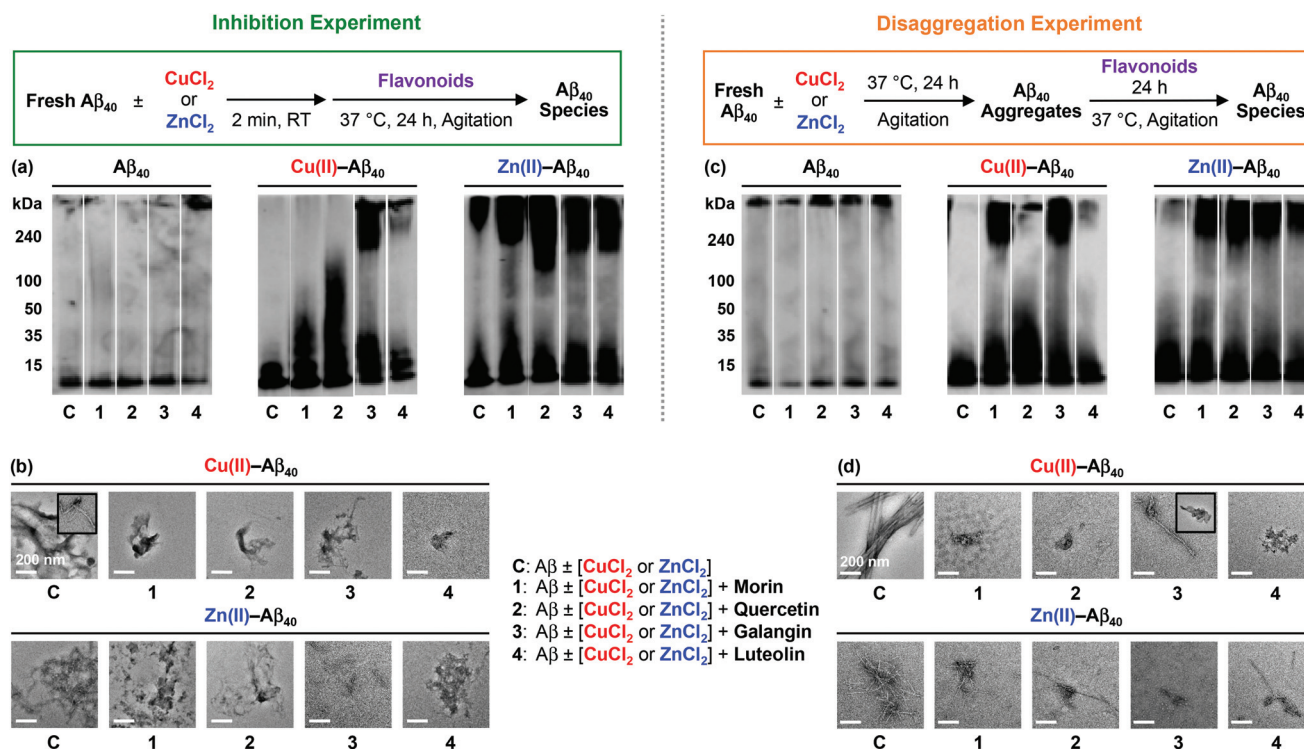 Inhibition Experiment
Fresh Aβ40 ± CuCl2 or ZnCl2
2 min, RT
Flavonoids
37 °C, 24 h, Agitation
Aβ40 Species
(a)
Aβ40
Cu(II)–Aβ40
Zn(II)–Aβ40
kDa
240
100
50
35
15
C 1 2 3 4
C 1 2 3 4
C 1 2 3 4
(b)
Cu(II)–Aβ40
200 nm
C 1 2 3 4
Zn(II)–Aβ40
C 1 2 3 4
C: Aβ ± [CuCl2 or ZnCl2]
1: Aβ ± [CuCl2 or ZnCl2] + Morin
2: Aβ ± [CuCl2 or ZnCl2] + Quercetin
3: Aβ ± [CuCl2 or ZnCl2] + Galangin
4: Aβ ± [CuCl2 or ZnCl2] + Luteolin
Disaggregation Experiment
Fresh Aβ40 ± CuCl2 or ZnCl2
37 °C, 24 h
Agitation
Aβ40 Aggregates
Flavonoids
24 h
37 °C, Agitation
Aβ40 Species
(c)
Aβ40
Cu(II)–Aβ40
Zn(II)–Aβ40
kDa
240
100
50
35
15
C 1 2 3 4
C 1 2 3 4
C 1 2 3 4
(d)
Cu(II)–Aβ40
200 nm
C 1 2 3 4
Zn(II)–Aβ40
C 1 2 3 4